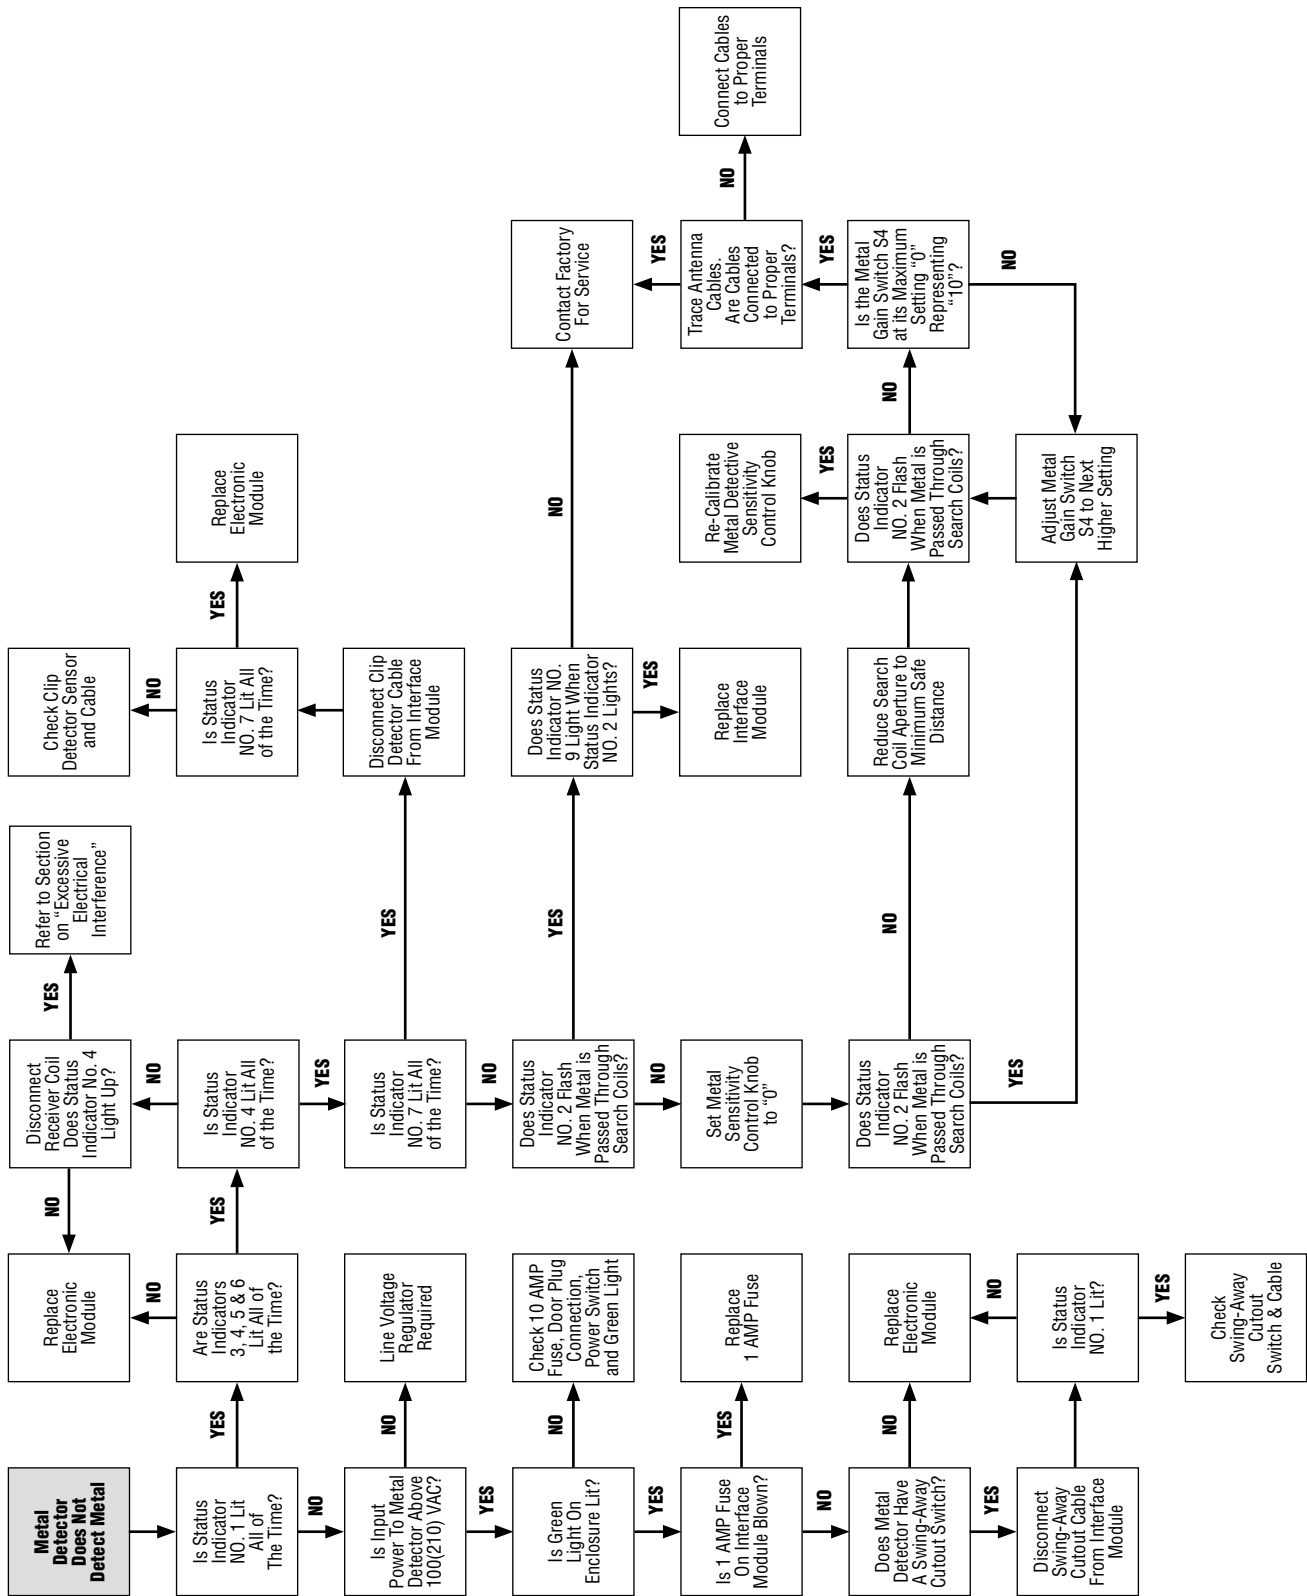 Metal
Detector
Does Not
Detect Metal
Is Status
Indicator
NO. 1 Lit
All of
The Time?
YES
NO
Are Status
Indicators
3, 4, 5 & 6
Lit All of
the Time?
NO
YES
Replace
Electronic
Module
Is Status
Indicator
NO. 4 Lit All
of the Time?
NO
YES
Disconnect
Receiver Coil
Does Status
Indicator No. 4
Light Up?
NO
YES
Refer to Section
on “Excessive
Electrical
Interference”
Is Status
Indicator
NO. 7 Lit All
of the Time?
YES
NO
Disconnect Clip
Detector Cable
From Interface
Module
Is Status
Indicator
NO. 7 Lit All
of the Time?
NO
YES
Check Clip
Detector Sensor
and Cable
Replace
Electronic
Module
Is Input
Power To Metal
Detector Above
100(210) VAC?
NO
YES
Line Voltage
Regulator
Required
Is Green
Light On
Enclosure Lit?
NO
YES
Check 10 AMP
Fuse, Door Plug
Connection,
Power Switch
and Green Light
Does Status
Indicator
NO. 2 Flash
When Metal is
Passed Through
Search Coils?
YES
NO
Does Status
Indicator NO.
9 Light When
Status Indicator
NO. 2 Lights?
NO
YES
Contact Factory
For Service
Replace
Interface
Module
Is 1 AMP Fuse
On Interface
Module Blown?
YES
NO
Replace
1 AMP Fuse
Set Metal
Sensitivity
Control Knob
to “0”
Re-Calibrate
Metal Detective
Sensitivity
Control Knob
YES
Trace Antenna
Cables.
Are Cables
Connected
to Proper
Terminals?
YES
NO
Connect Cables
to Proper
Terminals
Does Metal
Detector Have
A Swing-Away
Cutout Switch?
NO
YES
Replace
Electronic
Module
Does Status
Indicator
NO. 2 Flash
When Metal is
Passed Through
Search Coils?
NO
YES
Reduce Search
Coil Aperture to
Minimum Safe
Distance
Does Status
Indicator
NO. 2 Flash
When Metal is
Passed Through
Search Coils?
NO
Is the Metal
Gain Switch S4
at its Maximum
Setting “0”
Representing
“10”?
YES
NO
Disconnect
Swing-Away
Cutout Cable
From Interface
Module
Is Status
Indicator
NO. 1 Lit?
NO
YES
Check
Swing-Away
Cutout
Switch & Cable
Adjust Metal
Gain Switch
S4 to Next
Higher Setting